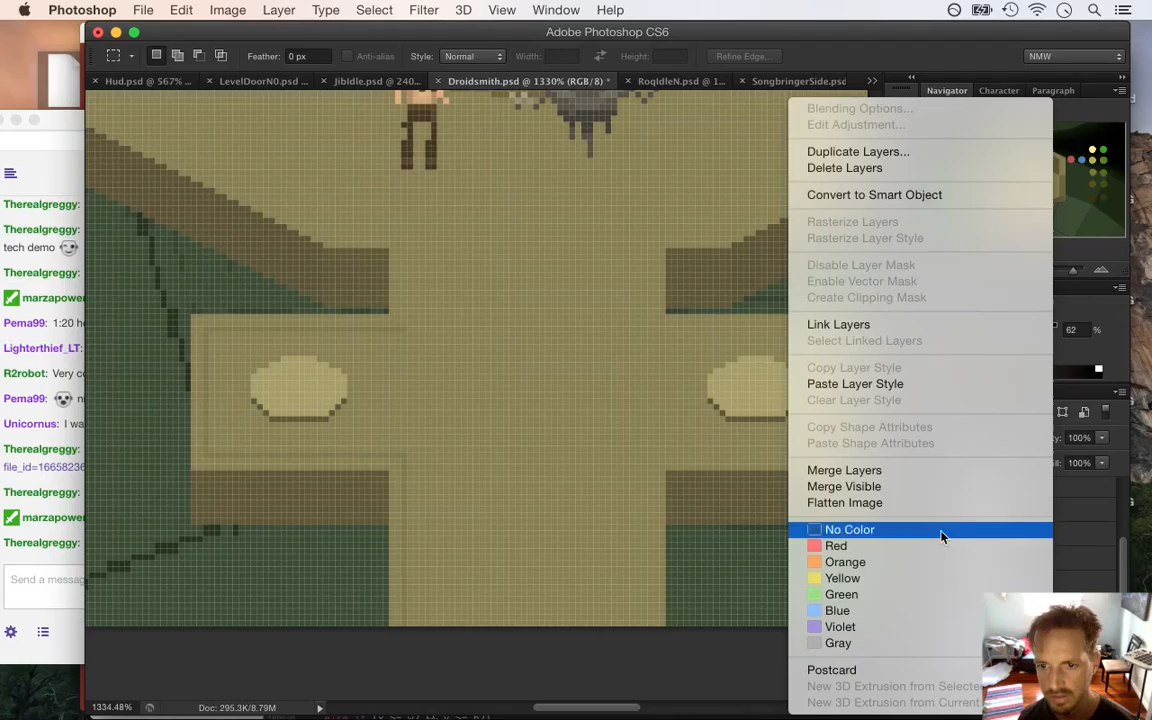 Photoshop File Edit Image Layer Type Select Filter 3D View Window Help
Adobe Photoshop CS6
Feather: 0 px Anti-alias Style: Normal Width: Height: Refine Edge... NMW
Hud.psd @ 567% ... LevelDoorN0.psd ... Jibldle.psd @ 240... Droidsmith.psd @ 1330% (RGB/8) * RoqIdleN.psd @ 1... SongbringerSide.psd
Navigator Character Paragraph
Blending Options...
Edit Adjustment...
Duplicate Layers...
Delete Layers
Convert to Smart Object
Rasterize Layers
Rasterize Layer Style
Disable Layer Mask
Enable Vector Mask
Create Clipping Mask
Link Layers
Select Linked Layers
Copy Layer Style
Paste Layer Style
Clear Layer Style
Copy Shape Attributes
Paste Shape Attributes
Merge Layers
Merge Visible
Flatten Image
No Color
Red
Orange
Yellow
Green
Blue
Violet
Gray
Postcard
New 3D Extrusion from Selecte
New 3D Extrusion from Current
62 %
100%
100%
Therealgreggy:
Therealgreggy:
tech demo
Therealgreggy:
marzapower
Pema99: 1:20
Lighterthief_LT:
R2robot: Very c
Pema99:
Unicornus: I wa
Therealgreggy:
file_id=16658236
Therealgreggy:
marzapower
Therealgreggy:
Send a messag
1334.48% Doc: 295.3K/8.79M